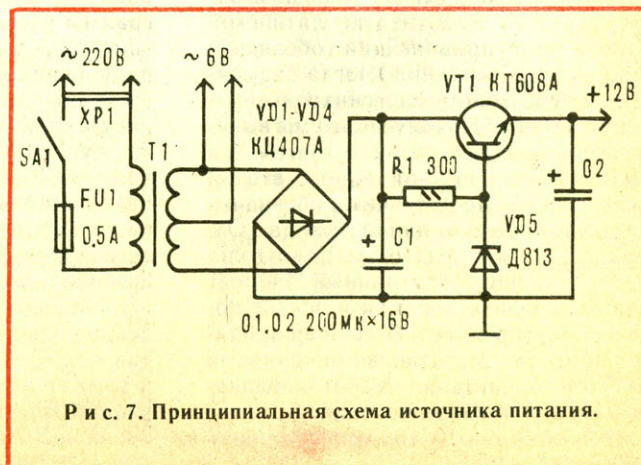 ~220В
~6В
VT1 КТ608А
+12В
XP1
VD1-VD4
КЦ407А
SA1
T1
R1 300
FU1
0,5А
+
C1
+
C2
VD5
Д813
C1,C2 200мк×16В
Рис. 7. Принципиальная схема источника питания.